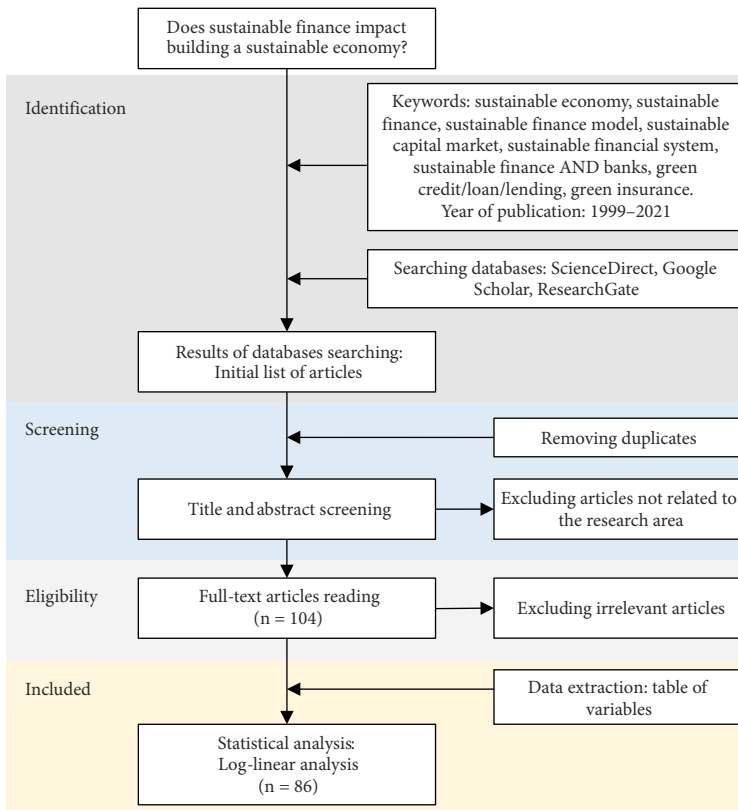 Does sustainable finance impact
building a sustainable economy?
Identification
Keywords: sustainable economy, sustainable
finance, sustainable finance model, sustainable
capital market, sustainable financial system,
sustainable finance AND banks, green
credit/loan/lending, green insurance.
Year of publication: 1999–2021
Searching databases: ScienceDirect, Google
Scholar, ResearchGate
Results of databases searching:
Initial list of articles
Screening
Removing duplicates
Title and abstract screening
Excluding articles not related to
the research area
Eligibility
Full-text articles reading
(n = 104)
Excluding irrelevant articles
Included
Data extraction: table of
variables
Statistical analysis:
Log-linear analysis
(n = 86)